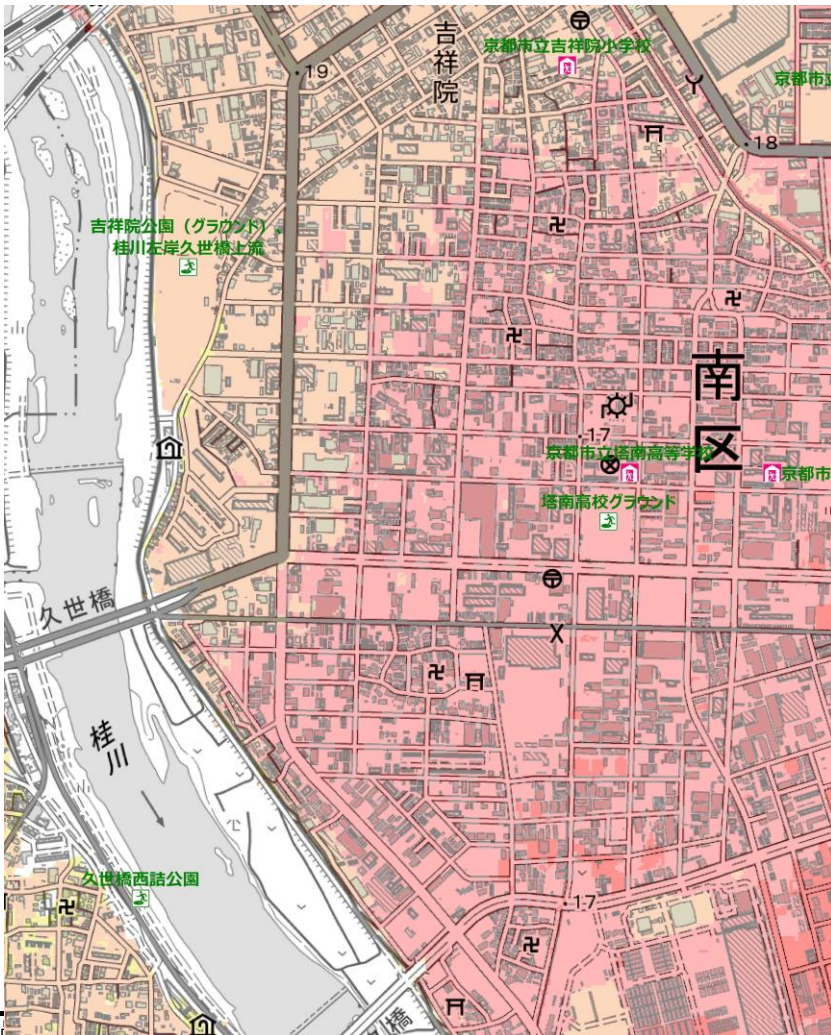 吉祥院
京都市立吉祥院小学校
京都市立
19
18
吉祥院公園（グラウンド）、
桂川左岸久世橋上流
南区
17
京都市立塔南高等学校
京都市
塔南高校グラウンド
久世橋
桂川
久世橋西詰公園
17
橋